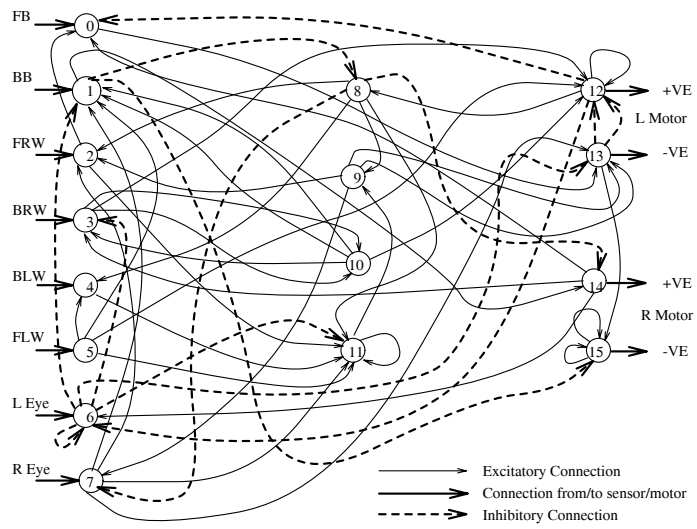 FB
BB
FRW
BRW
BLW
FLW
L Eye
R Eye
0
1
2
3
4
5
6
7
8
9
10
11
12
13
14
15
+VE
L Motor
-VE
+VE
R Motor
-VE
Excitatory Connection
Connection from/to sensor/motor
Inhibitory Connection